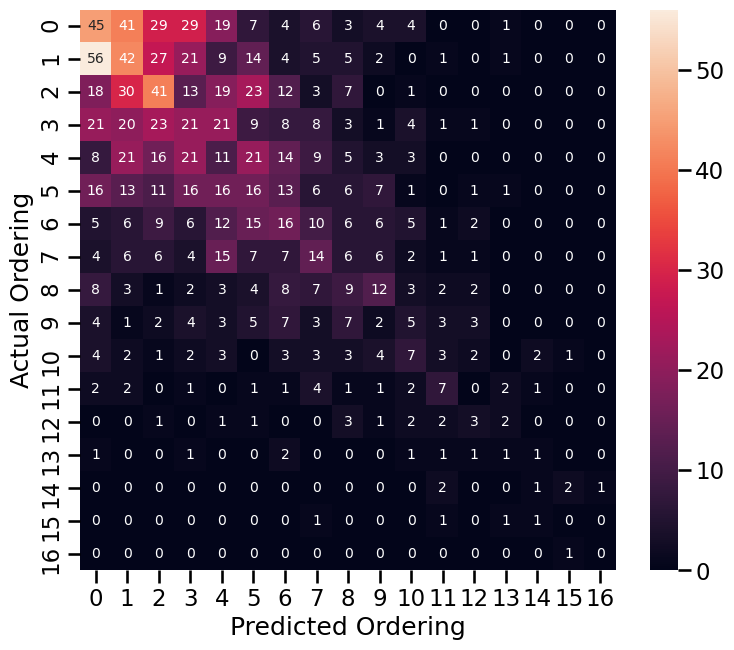 0 45 41 29 29 19 7 4 6 3 4 4 0 0 1 0 0 0
1 56 42 27 21 9 14 4 5 5 2 0 1 0 1 0 0 0
2 18 30 41 13 19 23 12 3 7 0 1 0 0 0 0 0 0
3 21 20 23 21 21 9 8 8 3 1 4 1 1 0 0 0 0
4 8 21 16 21 11 21 14 9 5 3 3 0 0 0 0 0 0
5 16 13 11 16 16 16 13 6 6 7 1 0 1 1 0 0 0
6 5 6 9 6 12 15 16 10 6 6 5 1 2 0 0 0 0
7 4 6 6 4 15 7 7 14 6 6 2 1 1 0 0 0 0
8 8 3 1 2 3 4 8 7 9 12 3 2 2 0 0 0 0
9 4 1 2 4 3 5 7 3 7 2 5 3 3 0 0 0 0
10 4 2 1 2 3 0 3 3 3 4 7 3 2 0 2 1 0
11 2 2 0 1 0 1 1 4 1 1 2 7 0 2 1 0 0
12 0 0 1 0 1 1 0 0 3 1 2 2 3 2 0 0 0
13 1 0 0 1 0 0 2 0 0 0 1 1 1 1 1 0 0
14 0 0 0 0 0 0 0 0 0 0 0 2 0 0 1 2 1
15 0 0 0 0 0 0 0 1 0 0 0 1 0 1 1 0 0
16 0 0 0 0 0 0 0 0 0 0 0 0 0 0 0 1 0
0 1 2 3 4 5 6 7 8 9 10 11 12 13 14 15 16
Predicted Ordering
Actual Ordering
50
40
30
20
10
0